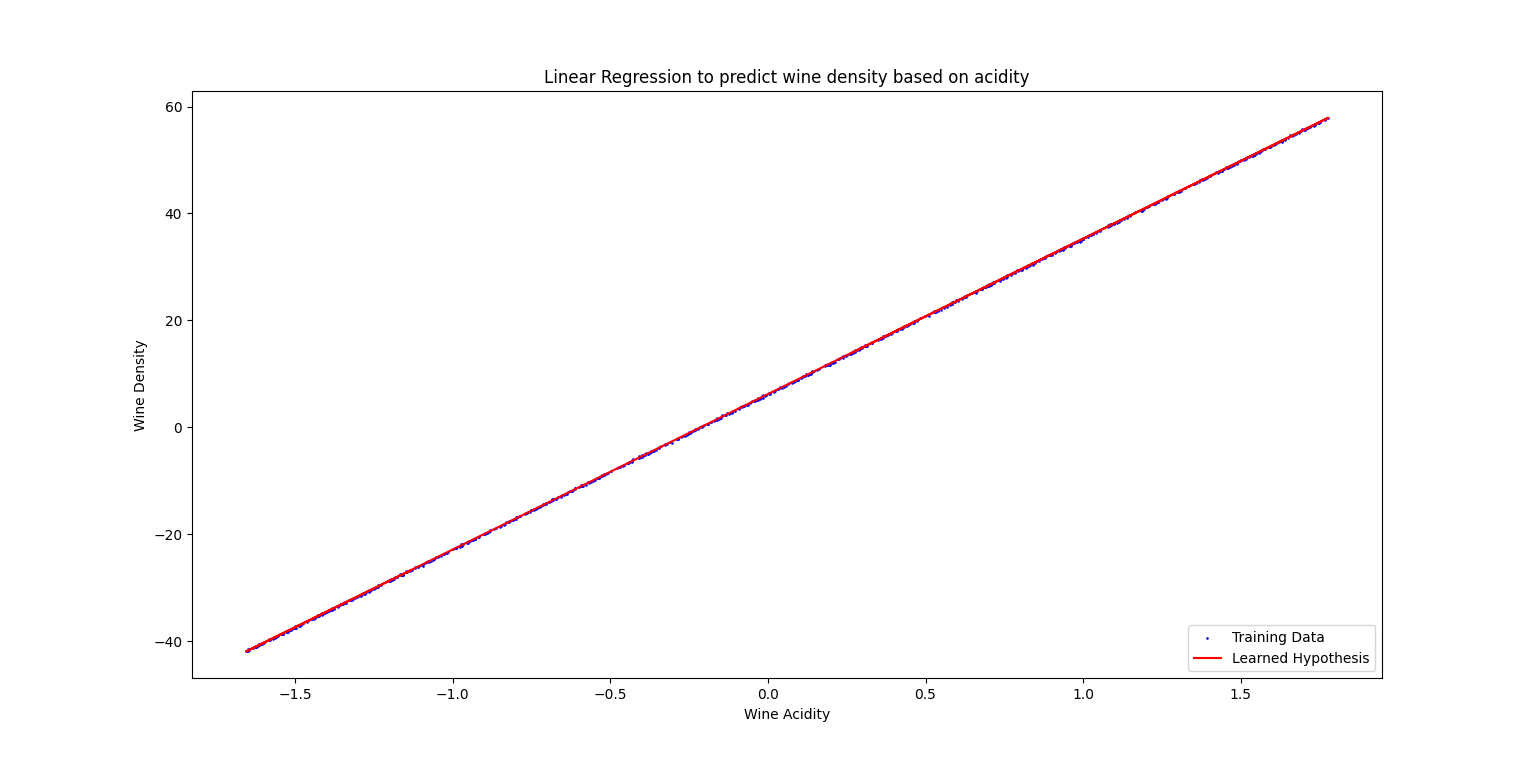 Linear Regression to predict wine density based on acidity
60
40
20
0
−20
−40
Wine Density
−1.5 −1.0 −0.5 0.0 0.5 1.0 1.5
Wine Acidity
Training Data
Learned Hypothesis